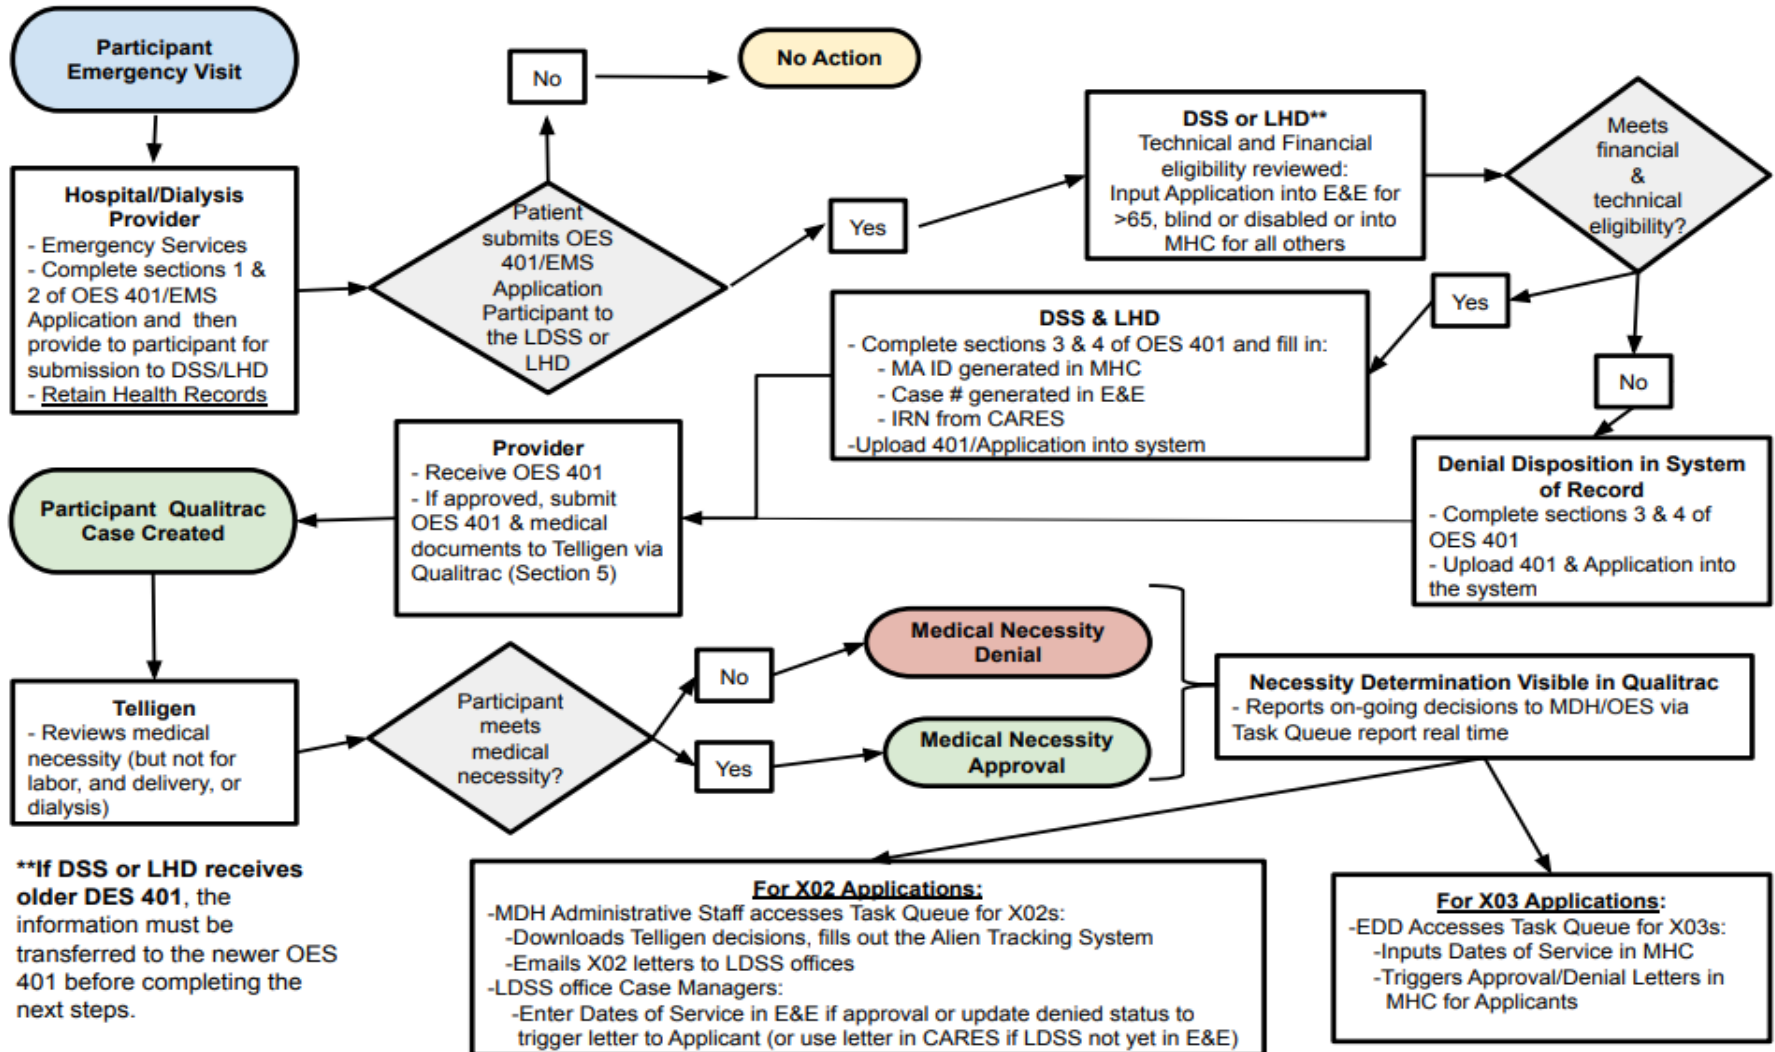 Participant
Emergency Visit
Hospital/Dialysis
Provider
- Emergency Services
- Complete sections 1 &
2 of OES 401/EMS
Application and then
provide to participant for
submission to DSS/LHD
- Retain Health Records
No
No Action
Patient
submits OES
401/EMS
Application
Participant to
the LDSS or
LHD
Yes
DSS or LHD**
Technical and Financial
eligibility reviewed:
Input Application into E&E for
>65, blind or disabled or into
MHC for all others
Meets
financial
&
technical
eligibility?
Yes
No
DSS & LHD
- Complete sections 3 & 4 of OES 401 and fill in:
- MA ID generated in MHC
- Case # generated in E&E
- IRN from CARES
-Upload 401/Application into system
Denial Disposition in System
of Record
- Complete sections 3 & 4 of
OES 401
- Upload 401 & Application into
the system
Provider
- Receive OES 401
- If approved, submit
OES 401 & medical
documents to Telligen via
Qualitrac (Section 5)
Participant Qualitrac
Case Created
Telligen
- Reviews medical
necessity (but not for
labor, and delivery, or
dialysis)
Participant
meets
medical
necessity?
No
Yes
Medical Necessity
Denial
Medical Necessity
Approval
Necessity Determination Visible in Qualitrac
- Reports on-going decisions to MDH/OES via
Task Queue report real time
**If DSS or LHD receives
older DES 401, the
information must be
transferred to the newer OES
401 before completing the
next steps.
For X02 Applications:
-MDH Administrative Staff accesses Task Queue for X02s:
-Downloads Telligen decisions, fills out the Alien Tracking System
-Emails X02 letters to LDSS offices
-LDSS office Case Managers:
-Enter Dates of Service in E&E if approval or update denied status to
trigger letter to Applicant (or use letter in CARES if LDSS not yet in E&E)
For X03 Applications:
-EDD Accesses Task Queue for X03s:
-Inputs Dates of Service in MHC
-Triggers Approval/Denial Letters in
MHC for Applicants